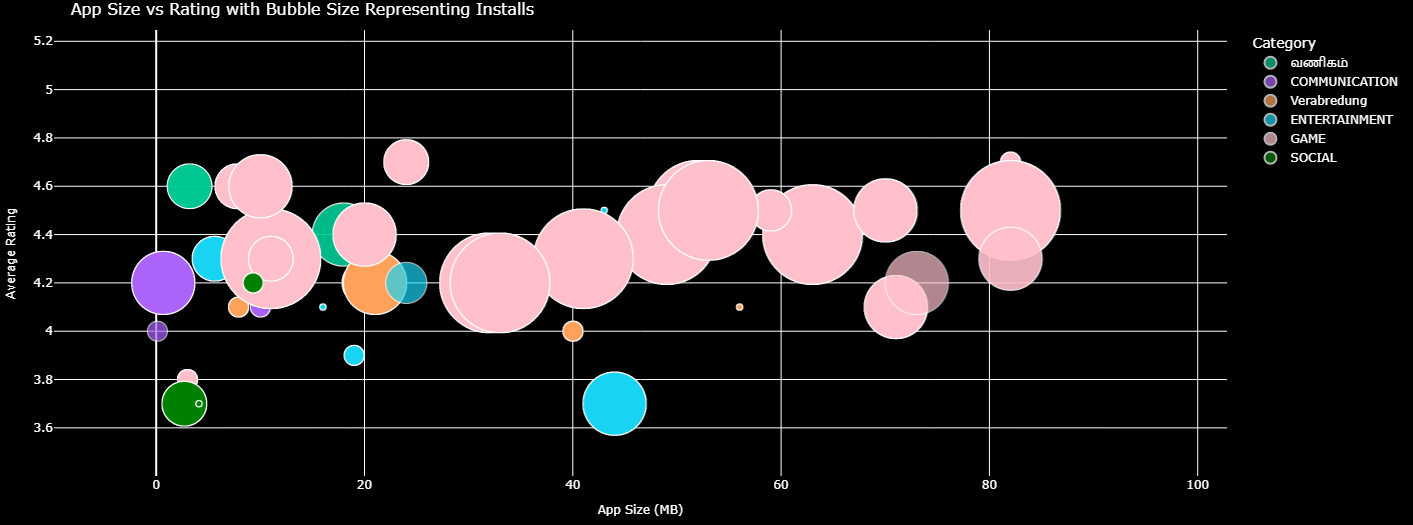 App Size vs Rating with Bubble Size Representing Installs
5.2
5
4.8
4.6
4.4
4.2
4
3.8
3.6
Average Rating
0
20
40
60
80
100
App Size (MB)
Category
வணிகம்
COMMUNICATION
Verabredung
ENTERTAINMENT
GAME
SOCIAL